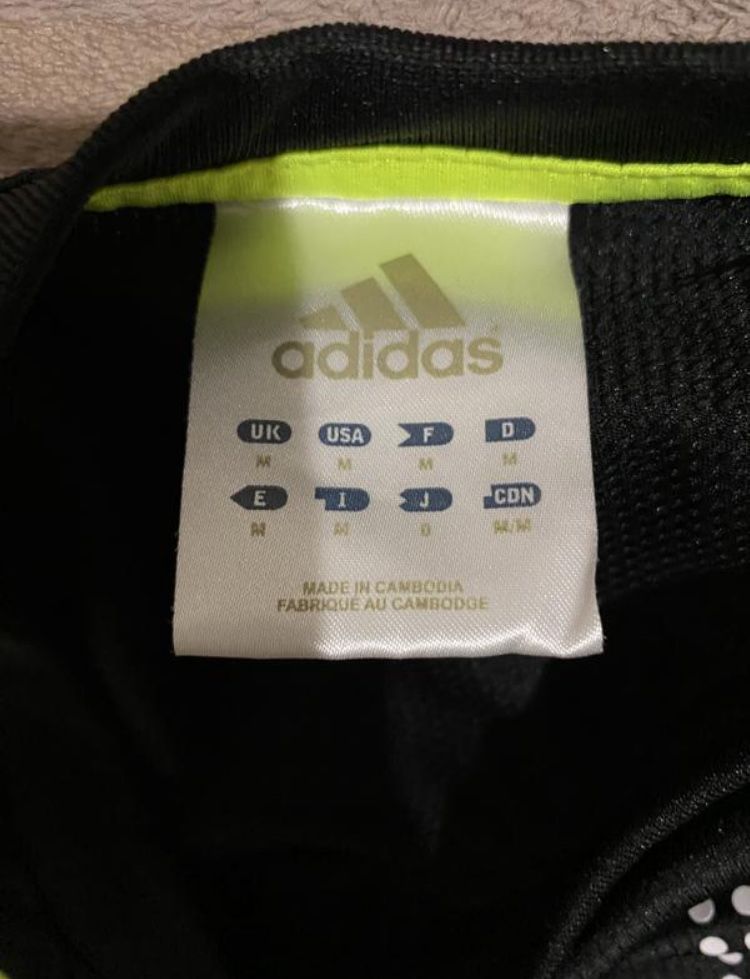 adidas
UK USA F D
M M M M
E I J CDN
M M O M/M
MADE IN CAMBODIA
FABRIQUÉ AU CAMBODGE